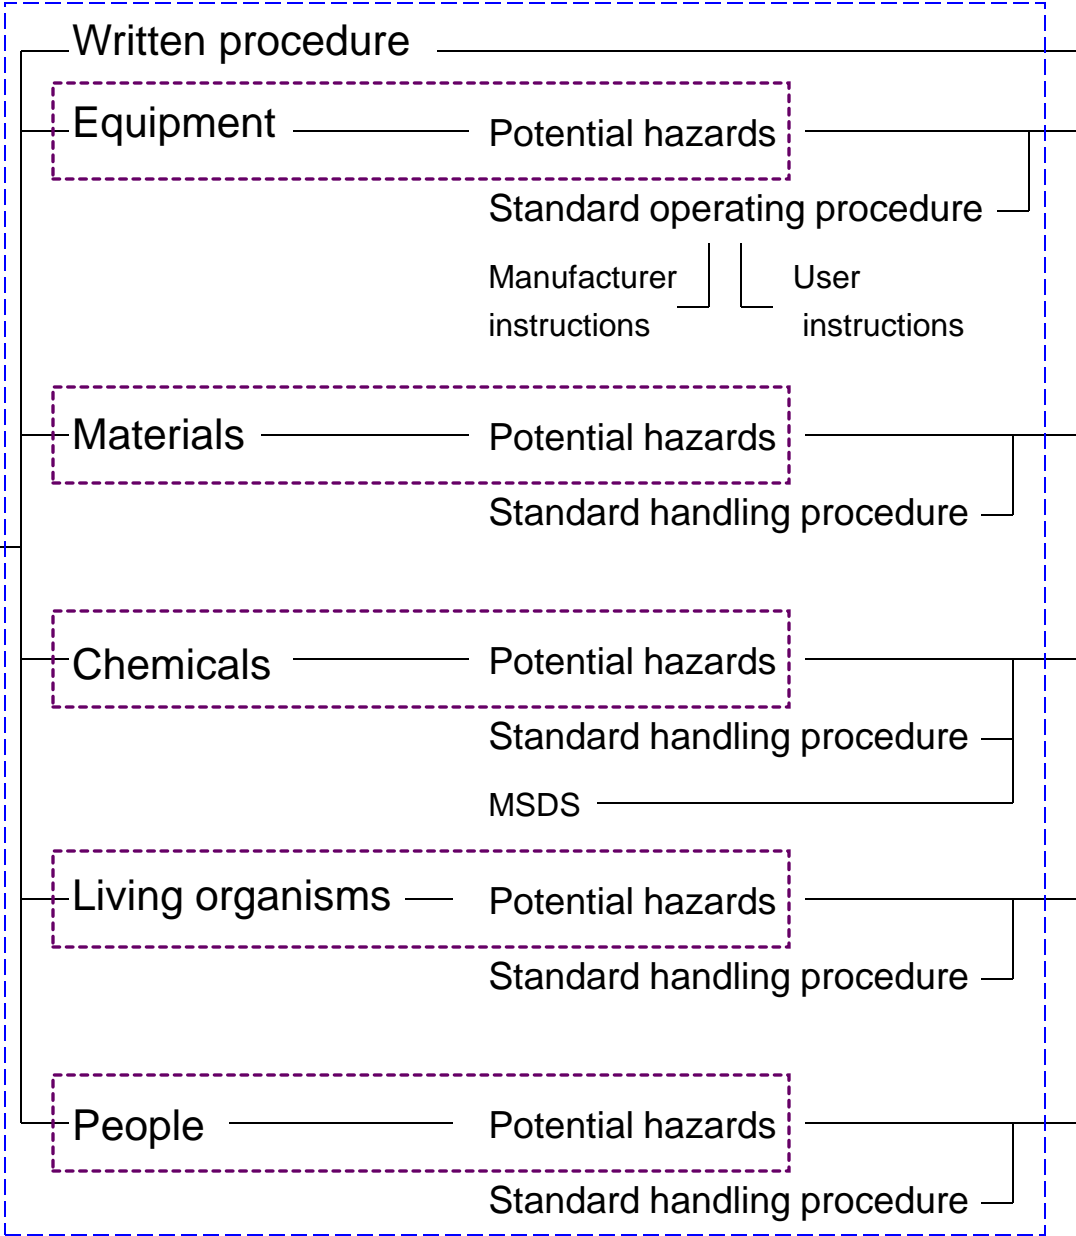 Written procedure
Equipment
Potential hazards
Standard operating procedure
Manufacturer
instructions
User
instructions
Materials
Potential hazards
Standard handling procedure
Chemicals
Potential hazards
Standard handling procedure
MSDS
Living organisms
Potential hazards
Standard handling procedure
People
Potential hazards
Standard handling procedure